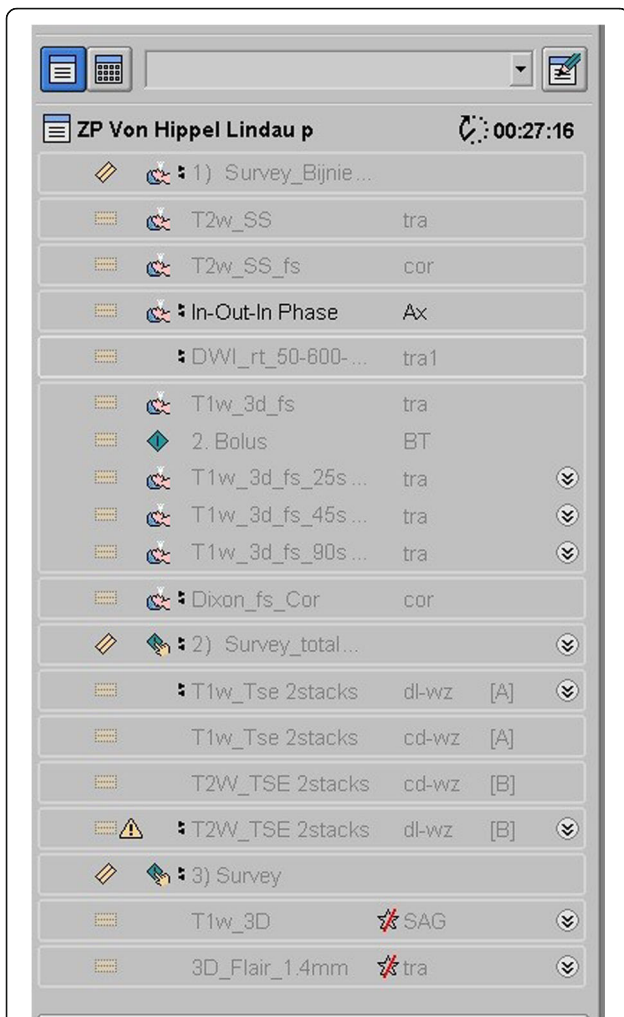 ZP Von Hippel Lindau p 00:27:16
1) Survey_Bijnie...
T2w_SS tra
T2w_SS_fs cor
In-Out-In Phase Ax
DWI_rt_50-600-... tra1
T1w_3d_fs tra
2. Bolus BT
T1w_3d_fs_25s... tra
T1w_3d_fs_45s... tra
T1w_3d_fs_90s... tra
Dixon_fs_Cor cor
2) Survey_total...
T1w_Tse 2stacks dl-wz [A]
T1w_Tse 2stacks cd-wz [A]
T2W_TSE 2stacks cd-wz [B]
T2W_TSE 2stacks dl-wz [B]
3) Survey
T1w_3D SAG
3D_Flair_1.4mm tra